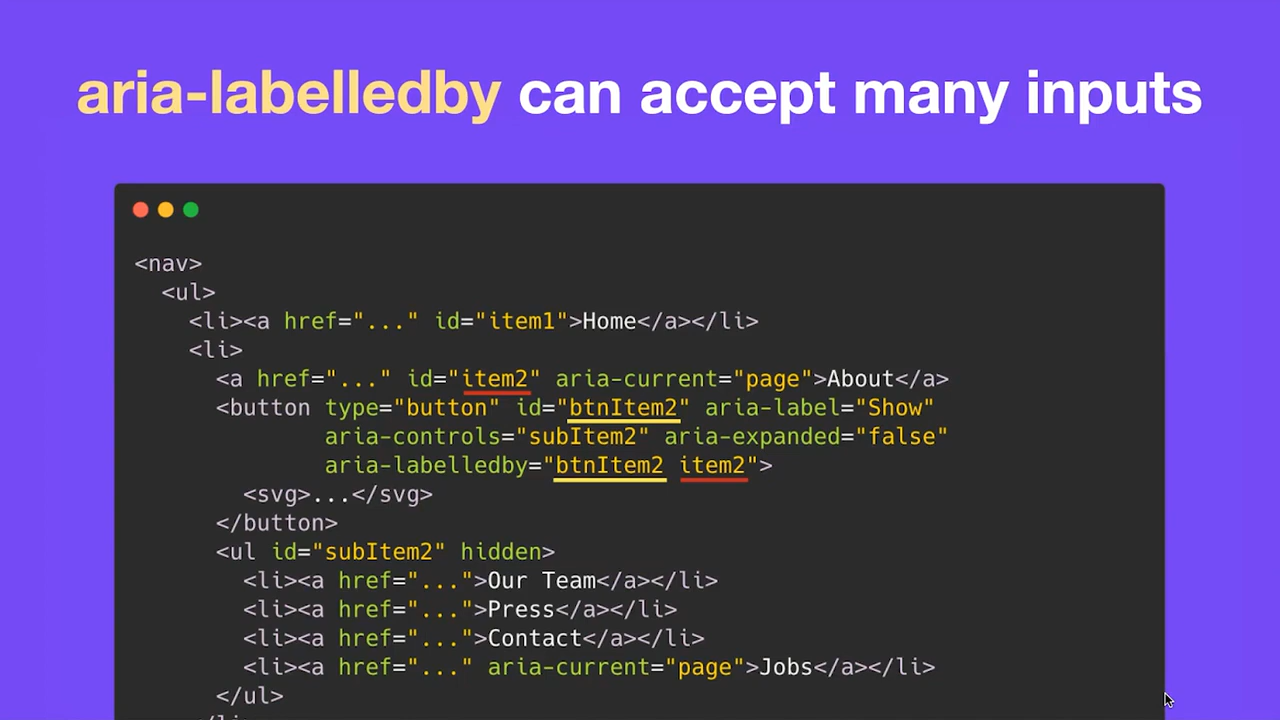 aria-labelledby can accept many inputs
<nav>
  <ul>
    <li><a href="..." id="item1">Home</a></li>
    <li>
      <a href="..." id="item2" aria-current="page">About</a>
      <button type="button" id="btnItem2" aria-label="Show"
              aria-controls="subItem2" aria-expanded="false"
              aria-labelledby="btnItem2 item2">
        <svg>...</svg>
      </button>
      <ul id="subItem2" hidden>
        <li><a href="...">Our Team</a></li>
        <li><a href="...">Press</a></li>
        <li><a href="...">Contact</a></li>
        <li><a href="..." aria-current="page">Jobs</a></li>
      </ul>